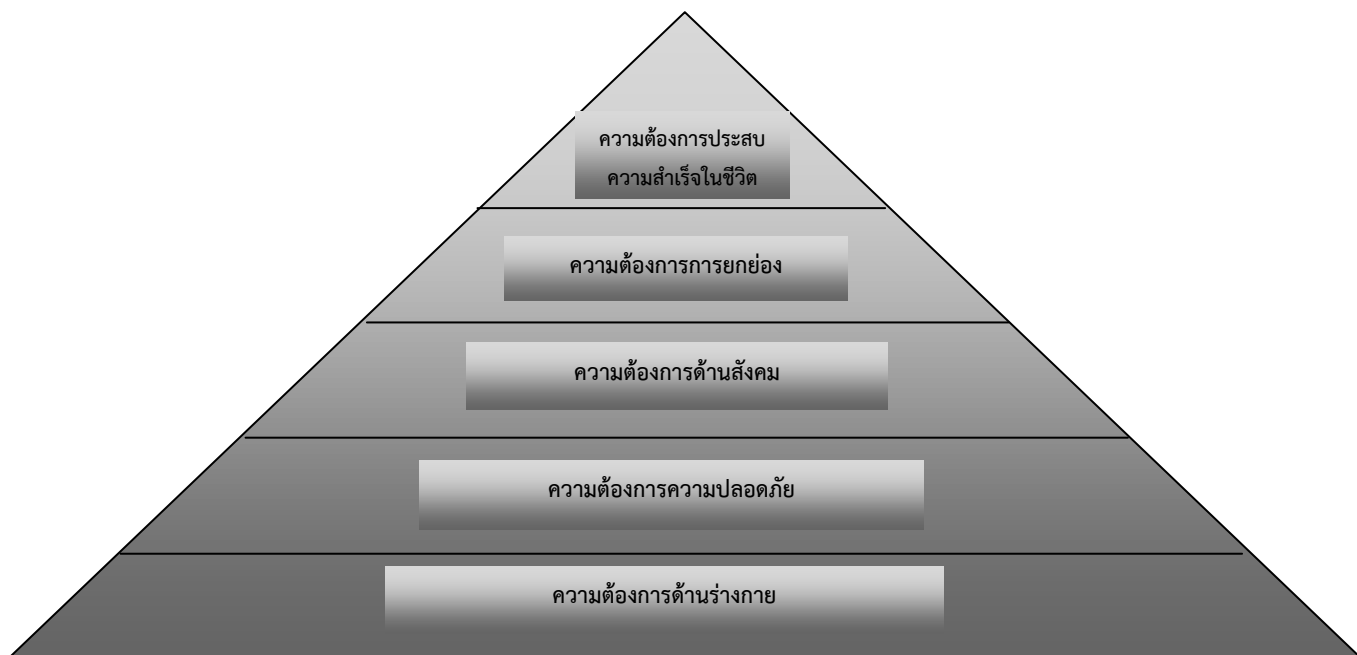 ความต้องการประสบ
ความสำเร็จในชีวิต
ความต้องการการยกย่อง
ความต้องการด้านสังคม
ความต้องการความปลอดภัย
ความต้องการด้านร่างกาย